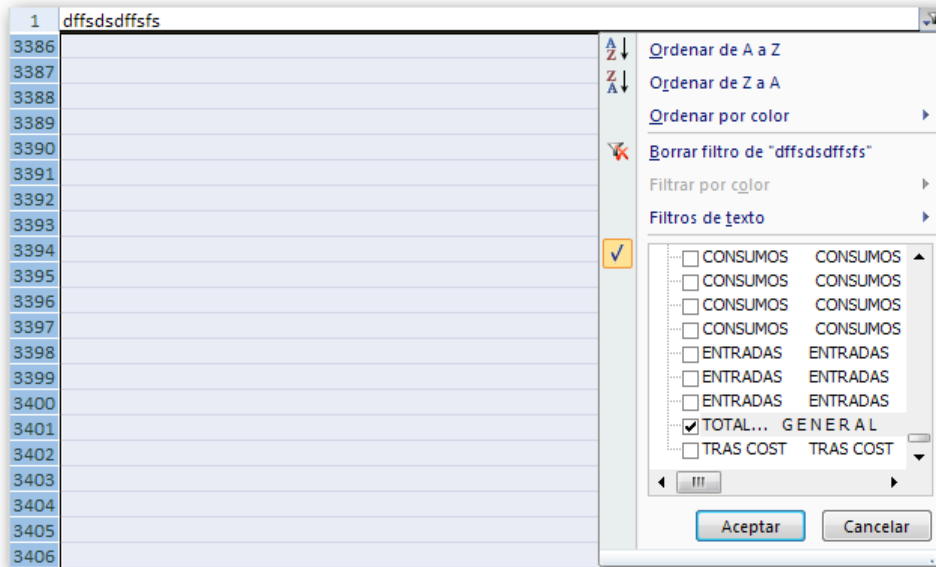 1 dffsdsdffsfs
3386
Ordenar de A a Z
3387
Ordenar de Z a A
3388
3389
Ordenar por color
3390
Borrar filtro de "dffsdsdffsfs"
3391
Filtrar por color
3392
3393
Filtros de texto
3394
CONSUMOS CONSUMOS
3395
CONSUMOS CONSUMOS
3396
CONSUMOS CONSUMOS
3397
CONSUMOS CONSUMOS
3398
ENTRADAS ENTRADAS
3399
ENTRADAS ENTRADAS
3400
ENTRADAS ENTRADAS
3401
TOTAL... G E N E R A L
3402
TRAS COST TRAS COST
3403
3404
3405
Aceptar Cancelar
3406